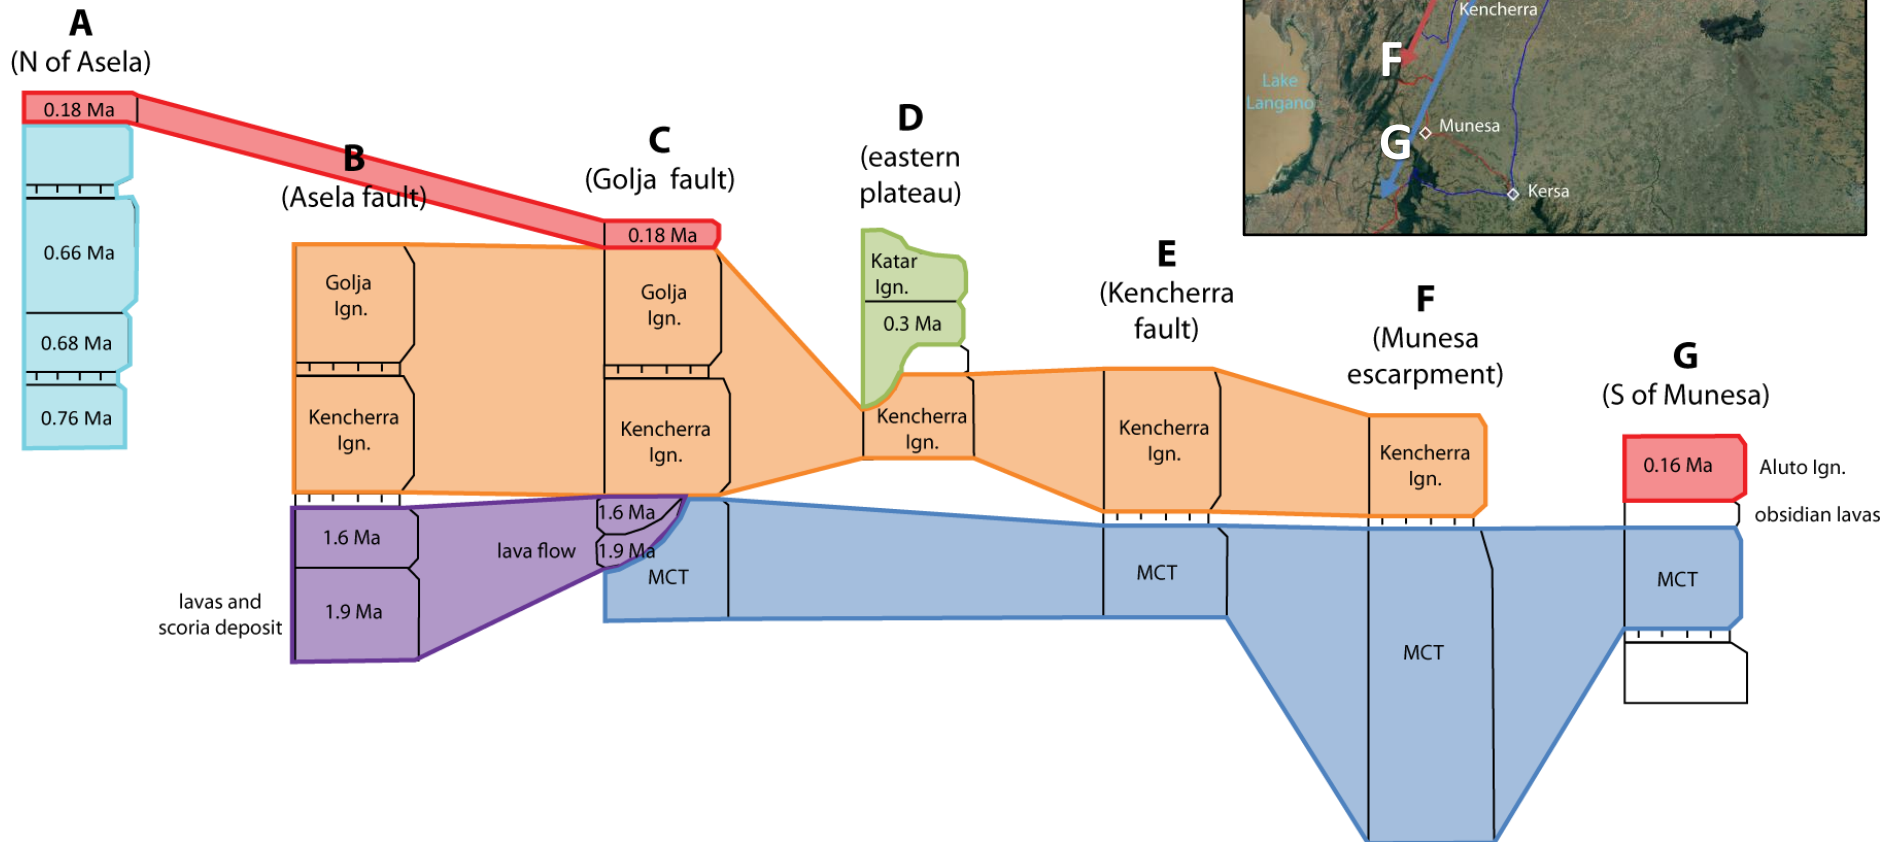 A
(N of Asela)
0.18 Ma
0.66 Ma
0.68 Ma
0.76 Ma
B
(Asela fault)
Golja
Ign.
Kencherra
Ign.
1.6 Ma
1.9 Ma
lavas and
scoria deposit
lava flow
C
(Golja fault)
0.18 Ma
Golja
Ign.
Kencherra
Ign.
1.6 Ma
1.9 Ma
MCT
D
(eastern
plateau)
Katar
Ign.
0.3 Ma
Kencherra
Ign.
E
(Kencherra
fault)
Kencherra
Ign.
MCT
F
(Munesa
escarpment)
Kencherra
Ign.
MCT
G
(S of Munesa)
0.16 Ma
Aluto Ign.
obsidian lavas
MCT
Kencherra
F
Lake
Langano
G
Munesa
Kersa